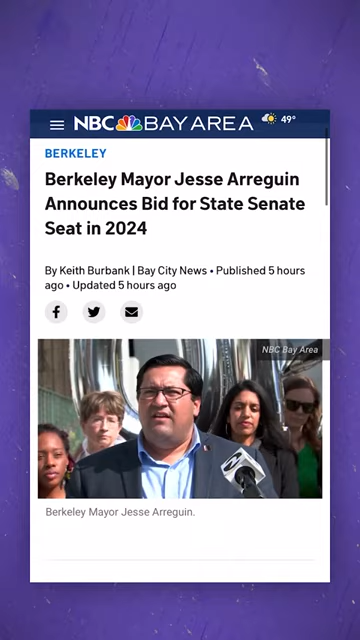 NBC BAY AREA
49°
BERKELEY
Berkeley Mayor Jesse Arreguin
Announces Bid for State Senate
Seat in 2024
By Keith Burbank | Bay City News • Published 5 hours
ago • Updated 5 hours ago
NBC Bay Area
Berkeley Mayor Jesse Arreguin.